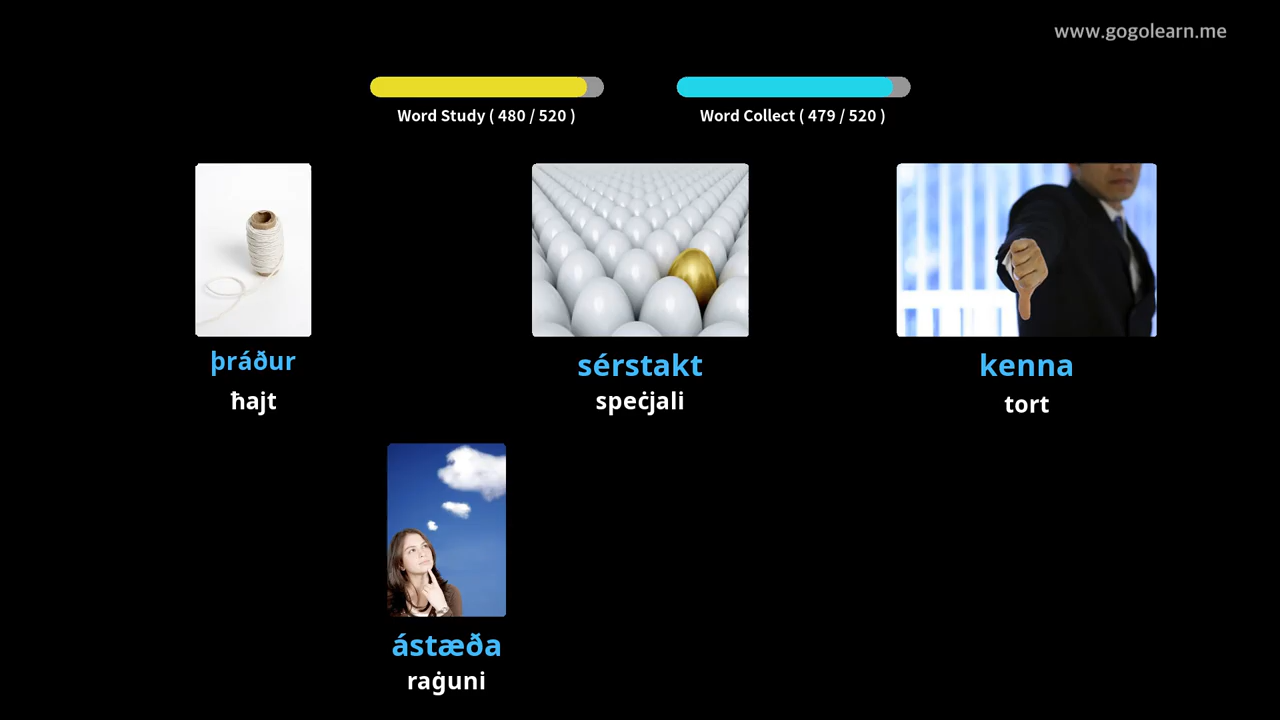 www.gogolearn.me
Word Study ( 480 / 520 )
Word Collect ( 479 / 520 )
þráður
ħajt
sérstakt
speċjali
kenna
tort
ástæða
raġuni